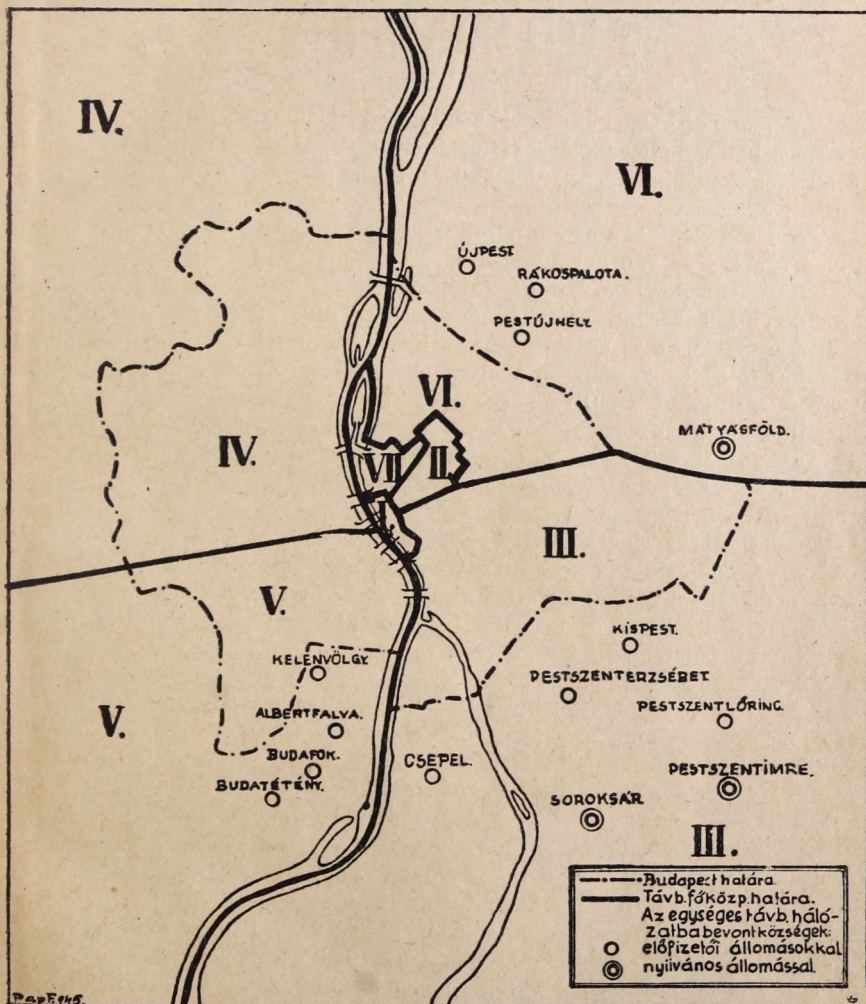 IV.
VI.
ÚJPEST
RÁKOSPALOTA.
PESTÚJHELY.
VI.
MÁTYÁSFÖLD.
IV.
VII
II.
I
III.
V.
KISPEST.
KELENVÖLGY.
PESTSZENTERZSÉBET
ALBERTFALVA.
PESTSZENTLŐRINC.
V.
BUDAFOK.
CSEPEL.
PESTSZENTIMRE.
BUDATÉTÉNY.
SOROKSÁR
III.
Budapest határa
Távb. főközp. határa.
Az egységes távb. háló-
zatba bevont községek:
előfizetői állomásokkal
nyilvános állomással.
Pap F. 945.